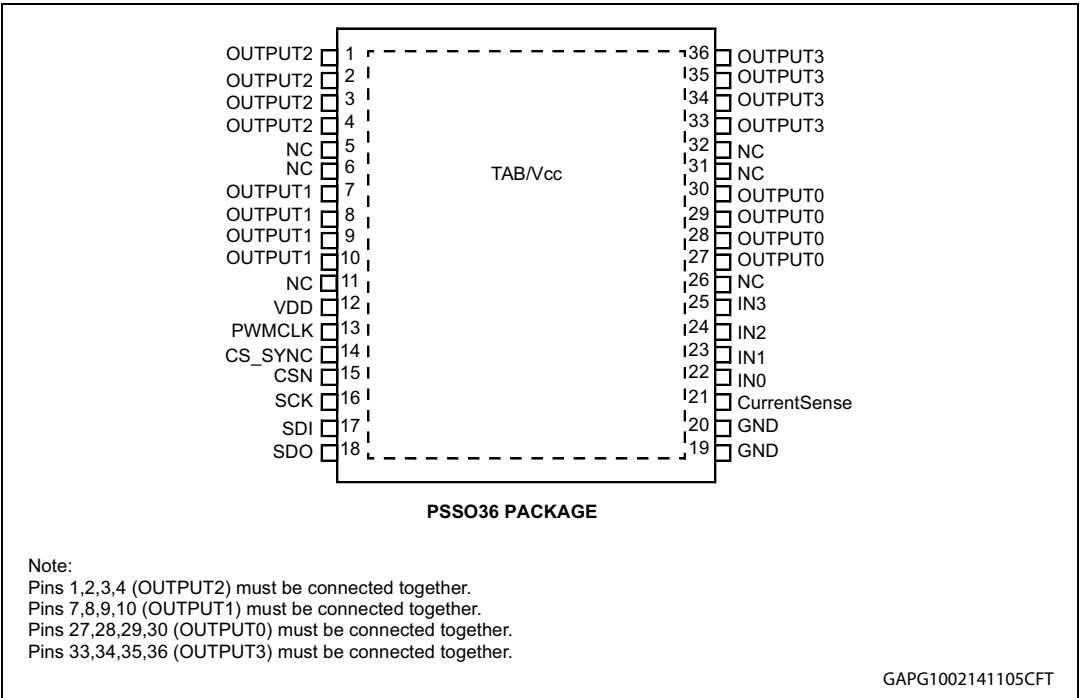 OUTPUT2 1 36 OUTPUT3
OUTPUT2 2 35 OUTPUT3
OUTPUT2 3 34 OUTPUT3
OUTPUT2 4 33 OUTPUT3
NC 5 32 NC
NC 6 TAB/Vcc 31 NC
OUTPUT1 7 30 OUTPUT0
OUTPUT1 8 29 OUTPUT0
OUTPUT1 9 28 OUTPUT0
OUTPUT1 10 27 OUTPUT0
NC 11 26 NC
VDD 12 25 IN3
PWMCLK 13 24 IN2
CS_SYNC 14 23 IN1
CSN 15 22 IN0
SCK 16 21 CurrentSense
SDI 17 20 GND
SDO 18 19 GND
PSSO36 PACKAGE
Note:
Pins 1,2,3,4 (OUTPUT2) must be connected together.
Pins 7,8,9,10 (OUTPUT1) must be connected together.
Pins 27,28,29,30 (OUTPUT0) must be connected together.
Pins 33,34,35,36 (OUTPUT3) must be connected together.
GAPG1002141105CFT